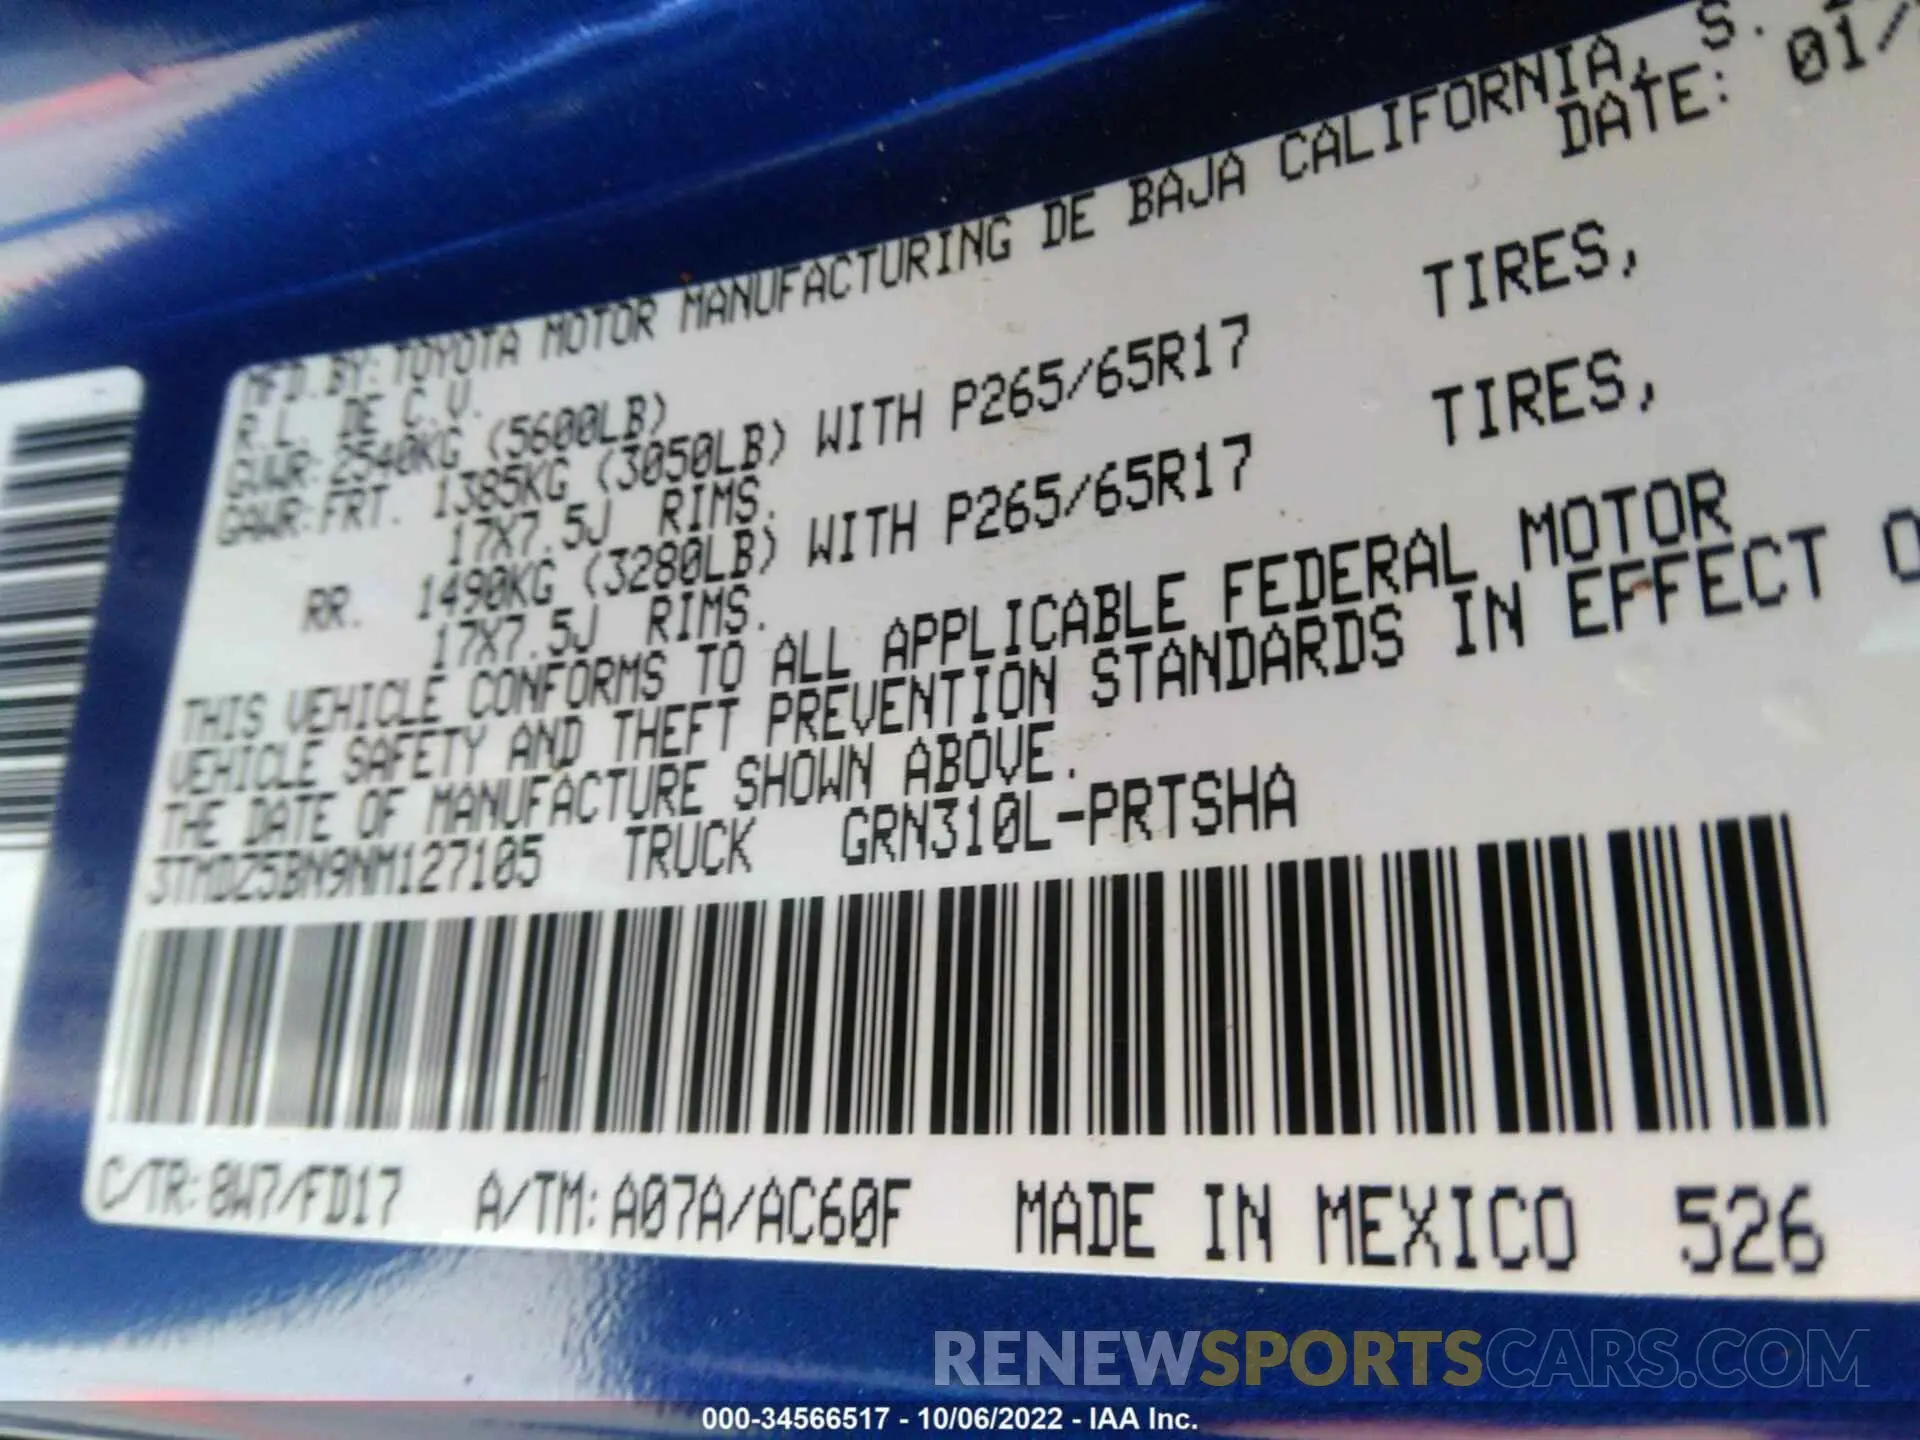 MFD.BY: TOYOTA MOTOR MANUFACTURING DE BAJA CALIFORNIA, S.
R.L. DE C.V. DATE: 01/
GVWR: 2540KG (5600LB)
GAWR: FRT. 1385KG (3050LB) WITH P265/65R17 TIRES,
17X7.5J RIMS.
RR. 1490KG (3280LB) WITH P265/65R17 TIRES,
17X7.5J RIMS.
THIS VEHICLE CONFORMS TO ALL APPLICABLE FEDERAL MOTOR
VEHICLE SAFETY AND THEFT PREVENTION STANDARDS IN EFFECT
THE DATE OF MANUFACTURE SHOWN ABOVE.
3TMDZ5BN9NM127105 TRUCK GRN310L-PRTSHA
C/TR: 8W7/FD17 A/TM: A07A/AC60F MADE IN MEXICO 526
RENEWSPORTSCARS.COM
000-34566517 - 10/06/2022 - IAA Inc.